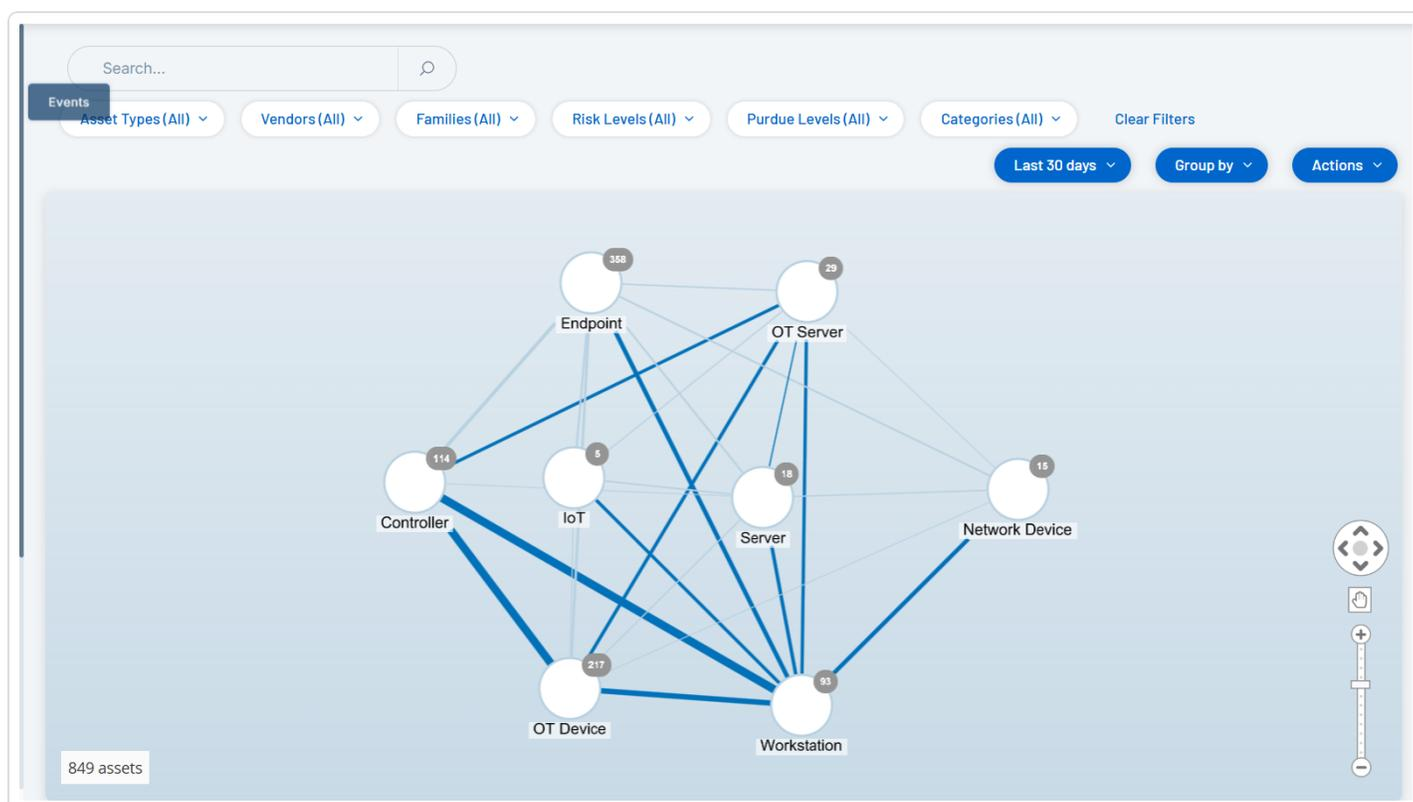 Search...
Events
Asset Types (All)
Vendors (All)
Families (All)
Risk Levels (All)
Purdue Levels (All)
Categories (All)
Clear Filters
Last 30 days
Group by
Actions
358
Endpoint
29
OT Server
114
Controller
5
IoT
18
Server
15
Network Device
217
OT Device
93
Workstation
849 assets